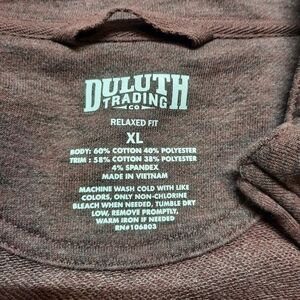 DULUTH
TRADING
CO
RELAXED FIT
XL
BODY: 60% COTTON 40% POLYESTER
TRIM: 58% COTTON 38% POLYESTER
4% SPANDEX
MADE IN VIETNAM
MACHINE WASH COLD WITH LIKE
COLORS, ONLY NON-CHLORINE
BLEACH WHEN NEEDED, TUMBLE DRY
LOW, REMOVE PROMPTLY,
WARM IRON IF NEEDED
RN#106803